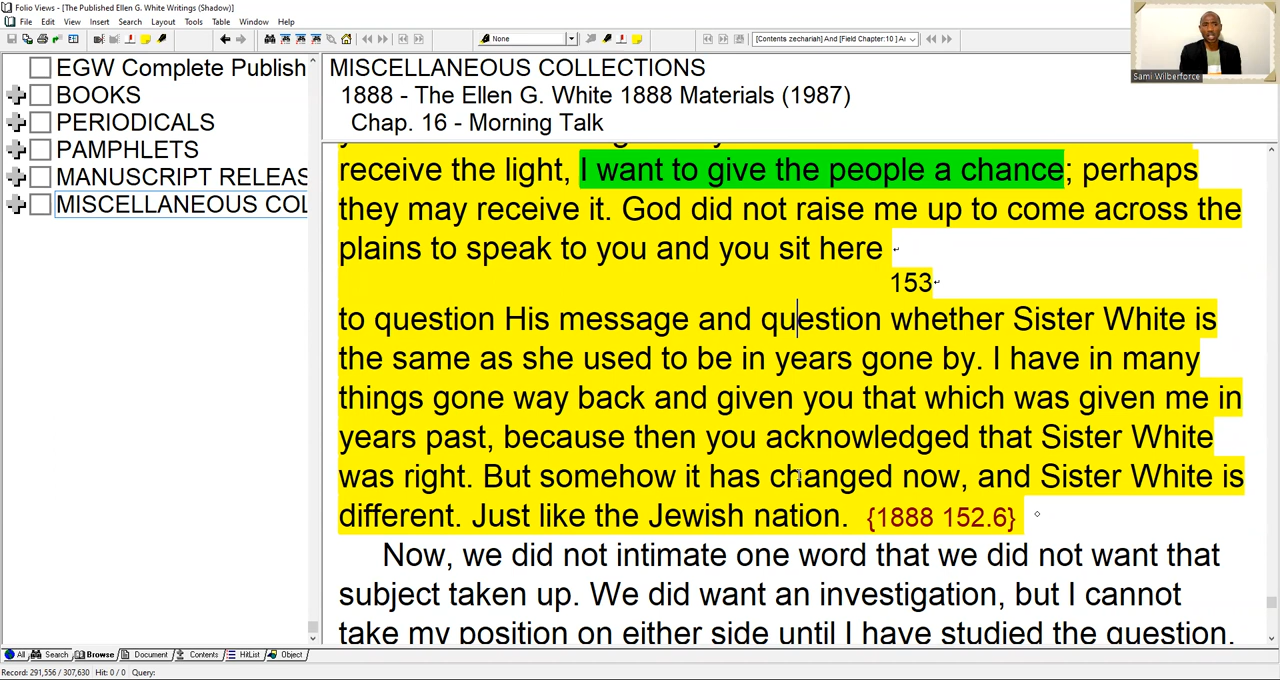 Folio Views - [The Published Ellen G. White Writings (Shadow)]
File Edit View Insert Search Layout Tools Table Window Help
None
[Contents zechariah] And [Field Chapter:10 ] A
Sami Wilberforce
EGW Complete Publish
BOOKS
PERIODICALS
PAMPHLETS
MANUSCRIPT RELEAS
MISCELLANEOUS COL
MISCELLANEOUS COLLECTIONS
1888 - The Ellen G. White 1888 Materials (1987)
Chap. 16 - Morning Talk
receive the light, I want to give the people a chance; perhaps
they may receive it. God did not raise me up to come across the
plains to speak to you and you sit here
153
to question His message and question whether Sister White is
the same as she used to be in years gone by. I have in many
things gone way back and given you that which was given me in
years past, because then you acknowledged that Sister White
was right. But somehow it has changed now, and Sister White is
different. Just like the Jewish nation. {1888 152.6}
Now, we did not intimate one word that we did not want that
subject taken up. We did want an investigation, but I cannot
take my position on either side until I have studied the question.
All Search Browse Document Contents HitList Object
Record: 291,556 / 307,630 Hit: 0 / 0 Query: